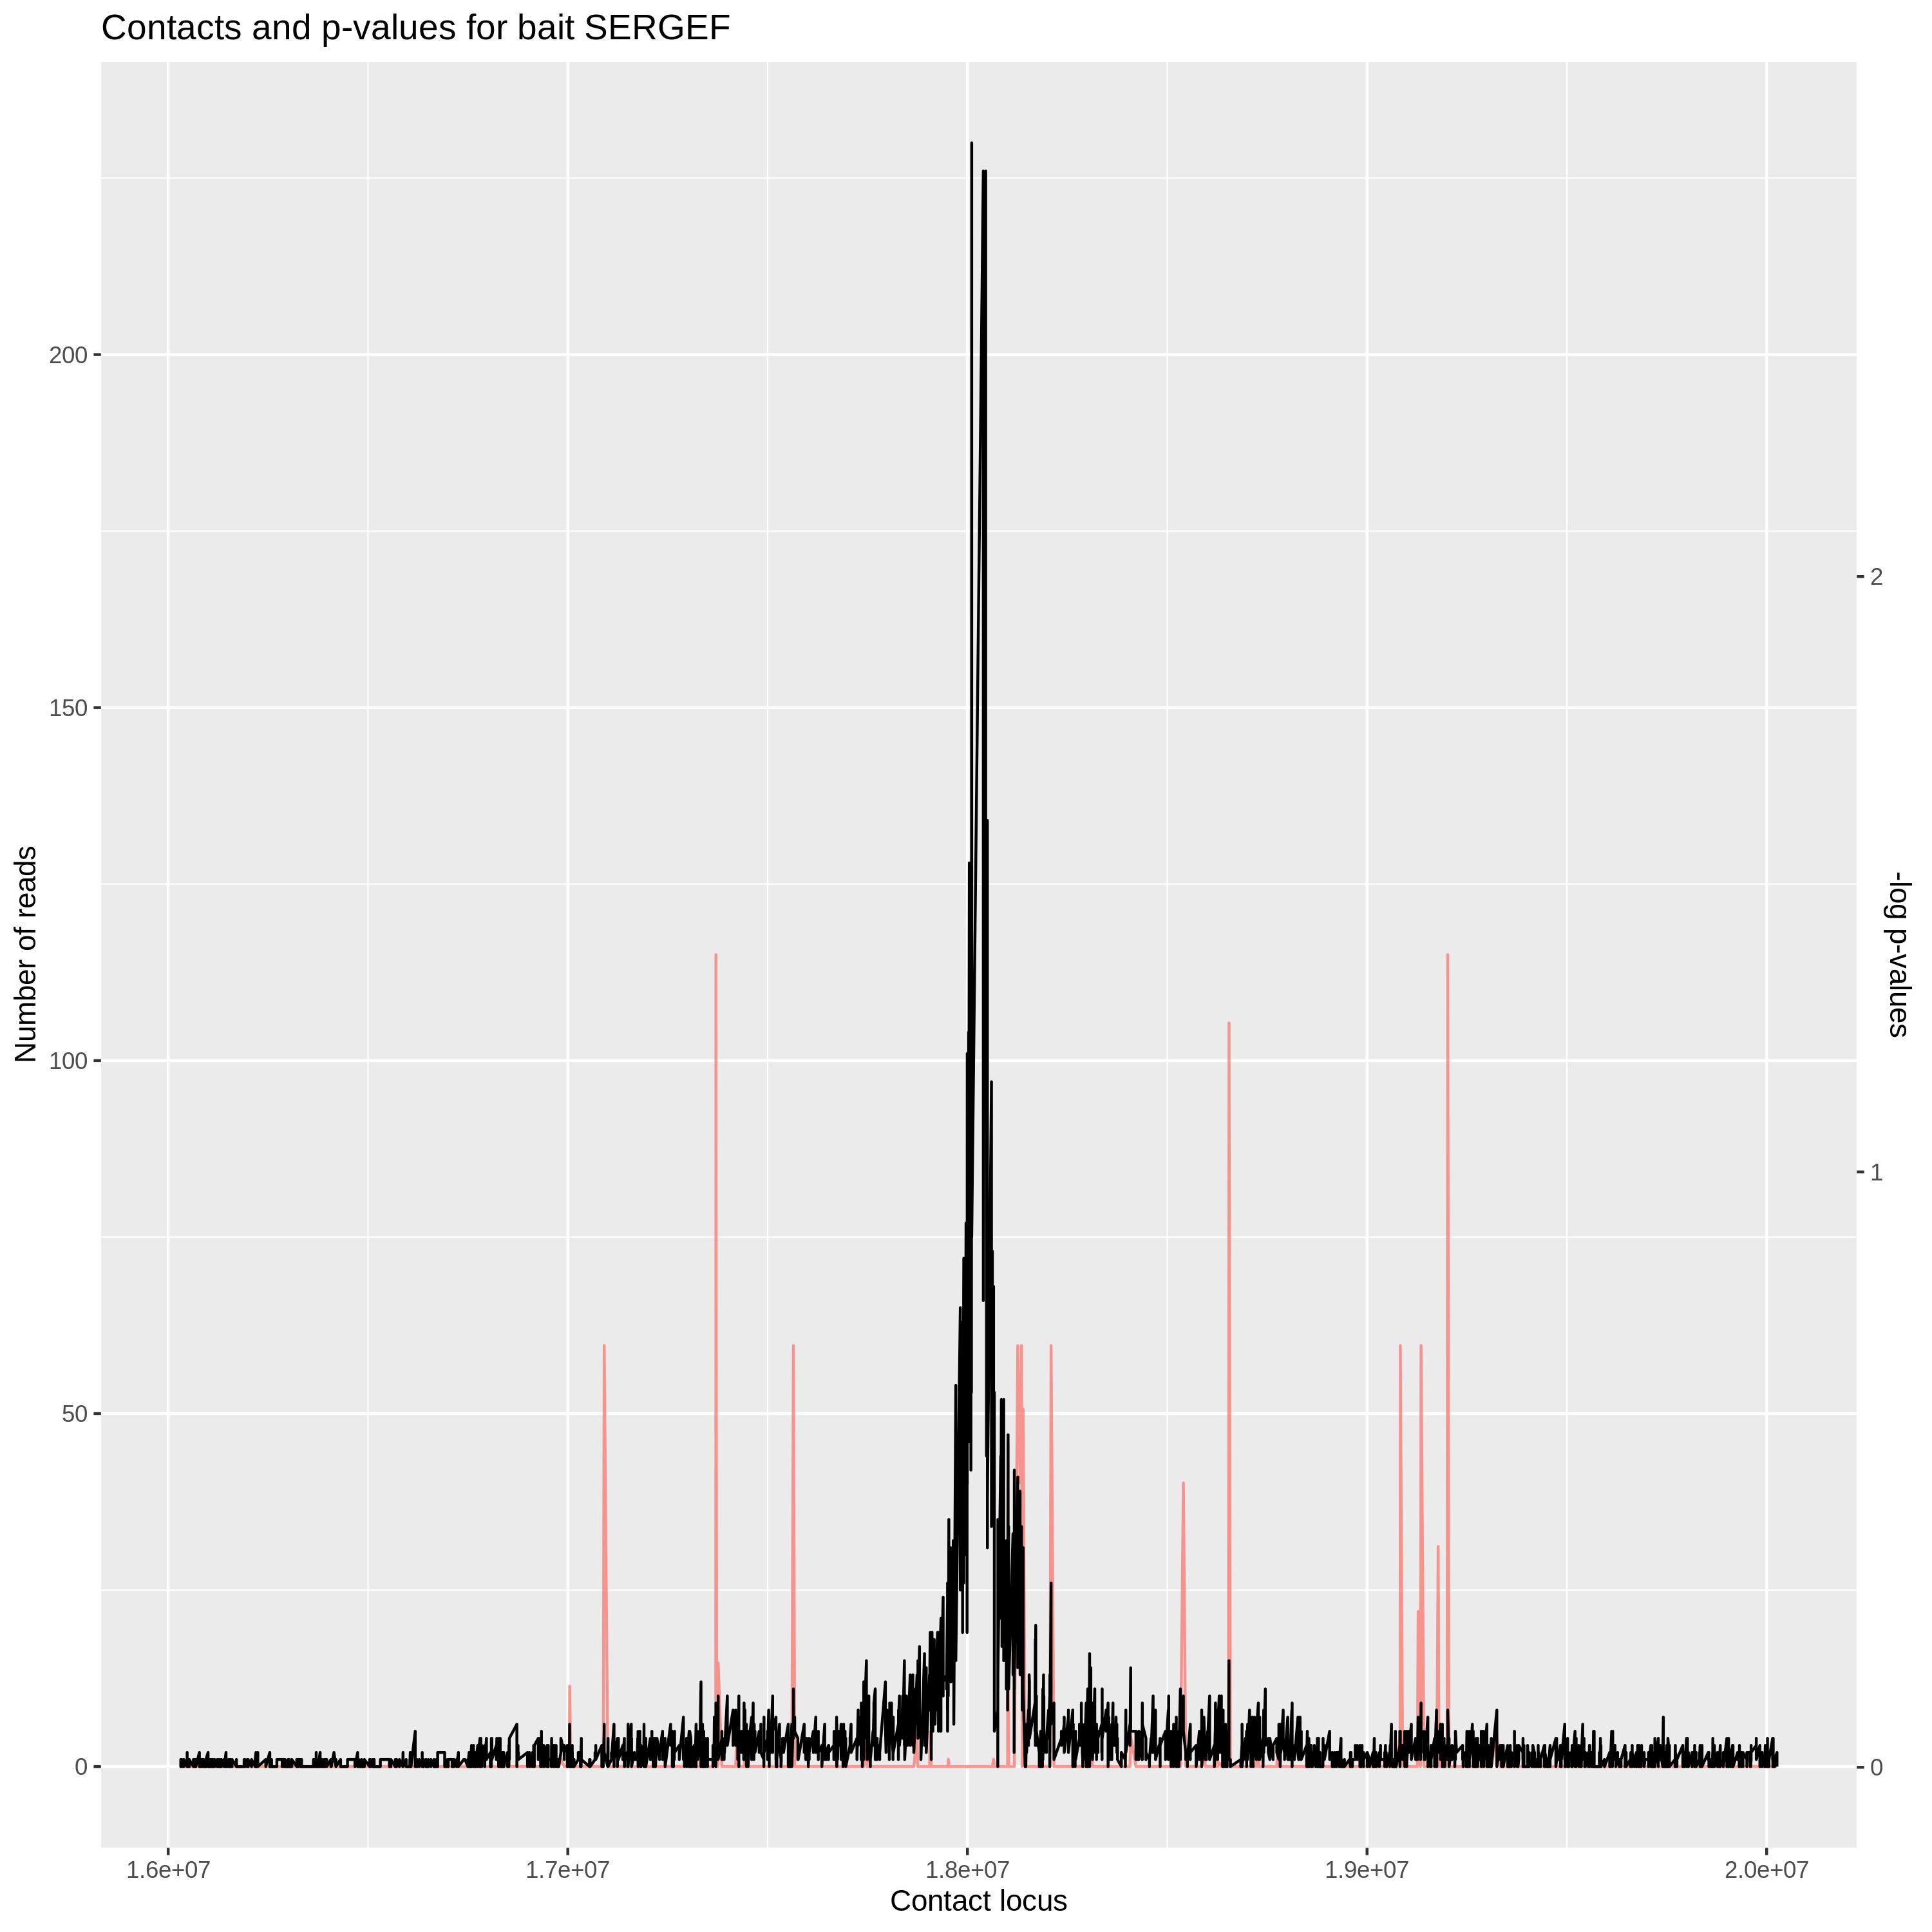 Contacts and p-values for bait SERGEF
200
150
100
50
0
Number of reads
2
1
0
-log p-values
1.6e+07
1.7e+07
1.8e+07
1.9e+07
2.0e+07
Contact locus